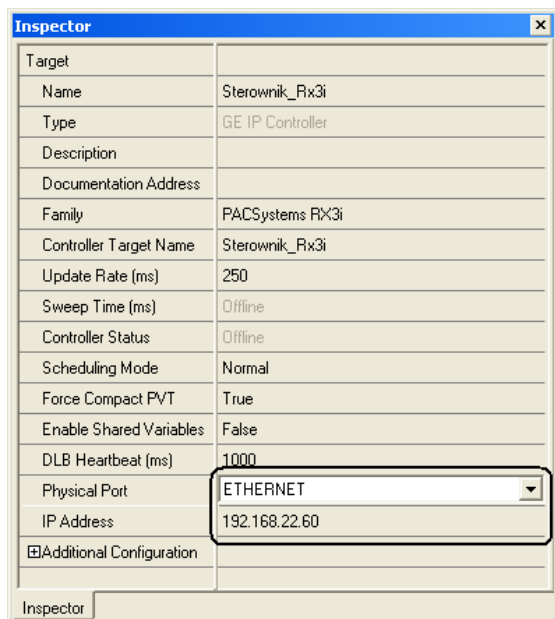 Inspector
Target
Name Sterownik_Rx3i
Type GE IP Controller
Description
Documentation Address
Family PACSystems RX3i
Controller Target Name Sterownik_Rx3i
Update Rate (ms) 250
Sweep Time (ms) Offline
Controller Status Offline
Scheduling Mode Normal
Force Compact PVT True
Enable Shared Variables False
DLB Heartbeat (ms) 1000
Physical Port ETHERNET
IP Address 192.168.22.60
Additional Configuration
Inspector